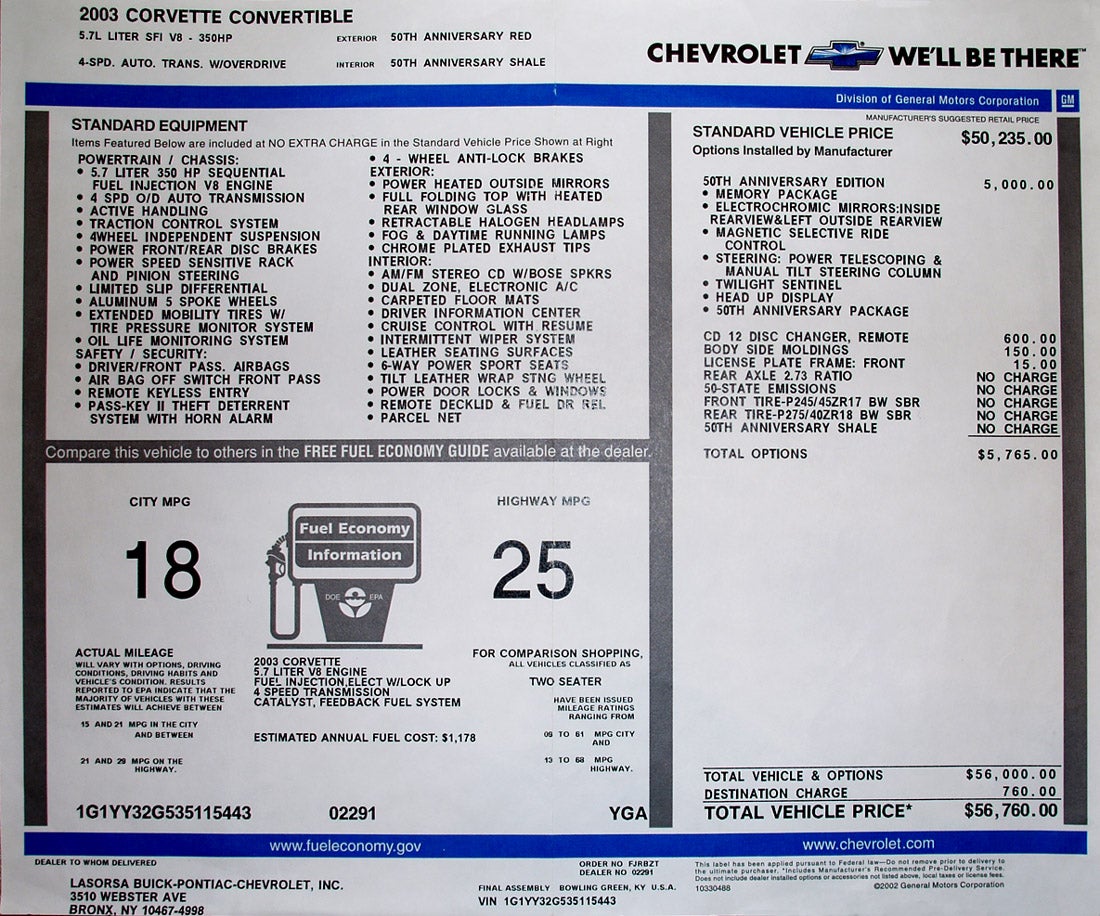 2003 CORVETTE CONVERTIBLE
5.7L LITER SFI V8 - 350HP
EXTERIOR 50TH ANNIVERSARY RED
4-SPD. AUTO. TRANS. W/OVERDRIVE
INTERIOR 50TH ANNIVERSARY SHALE
CHEVROLET WE'LL BE THERE™
Division of General Motors Corporation GM
STANDARD EQUIPMENT
Items Featured Below are included at NO EXTRA CHARGE in the Standard Vehicle Price Shown at Right
POWERTRAIN / CHASSIS:
• 5.7 LITER 350 HP SEQUENTIAL
FUEL INJECTION V8 ENGINE
• 4 SPD O/D AUTO TRANSMISSION
• ACTIVE HANDLING
• TRACTION CONTROL SYSTEM
• 4WHEEL INDEPENDENT SUSPENSION
• POWER FRONT/REAR DISC BRAKES
• POWER SPEED SENSITIVE RACK
AND PINION STEERING
• LIMITED SLIP DIFFERENTIAL
• ALUMINUM 5 SPOKE WHEELS
• EXTENDED MOBILITY TIRES W/
TIRE PRESSURE MONITOR SYSTEM
• OIL LIFE MONITORING SYSTEM
SAFETY / SECURITY:
• DRIVER/FRONT PASS. AIRBAGS
• AIR BAG OFF SWITCH FRONT PASS
• REMOTE KEYLESS ENTRY
• PASS-KEY II THEFT DETERRENT
SYSTEM WITH HORN ALARM
• 4 - WHEEL ANTI-LOCK BRAKES
EXTERIOR:
• POWER HEATED OUTSIDE MIRRORS
• FULL FOLDING TOP WITH HEATED
REAR WINDOW GLASS
• RETRACTABLE HALOGEN HEADLAMPS
• FOG & DAYTIME RUNNING LAMPS
• CHROME PLATED EXHAUST TIPS
INTERIOR:
• AM/FM STEREO CD W/BOSE SPKRS
• DUAL ZONE, ELECTRONIC A/C
• CARPETED FLOOR MATS
• DRIVER INFORMATION CENTER
• CRUISE CONTROL WITH RESUME
• INTERMITTENT WIPER SYSTEM
• LEATHER SEATING SURFACES
• 6-WAY POWER SPORT SEATS
• TILT LEATHER WRAP STNG WHEEL
• POWER DOOR LOCKS & WINDOWS
• REMOTE DECKLID & FUEL DR REL
• PARCEL NET
MANUFACTURER'S SUGGESTED RETAIL PRICE
STANDARD VEHICLE PRICE $50,235.00
Options Installed by Manufacturer
50TH ANNIVERSARY EDITION 5,000.00
• MEMORY PACKAGE
• ELECTROCHROMIC MIRRORS:INSIDE
REARVIEW&LEFT OUTSIDE REARVIEW
• MAGNETIC SELECTIVE RIDE
CONTROL
• STEERING: POWER TELESCOPING &
MANUAL TILT STEERING COLUMN
• TWILIGHT SENTINEL
• HEAD UP DISPLAY
• 50TH ANNIVERSARY PACKAGE
CD 12 DISC CHANGER, REMOTE 600.00
BODY SIDE MOLDINGS 150.00
LICENSE PLATE FRAME: FRONT 15.00
REAR AXLE 2.73 RATIO NO CHARGE
50-STATE EMISSIONS NO CHARGE
FRONT TIRE-P245/45ZR17 BW SBR NO CHARGE
REAR TIRE-P275/40ZR18 BW SBR NO CHARGE
50TH ANNIVERSARY SHALE NO CHARGE
TOTAL OPTIONS $5,765.00
TOTAL VEHICLE & OPTIONS $56,000.00
DESTINATION CHARGE 760.00
TOTAL VEHICLE PRICE* $56,760.00
Compare this vehicle to others in the FREE FUEL ECONOMY GUIDE available at the dealer.
CITY MPG
18
Fuel Economy
Information
DOE EPA
HIGHWAY MPG
25
ACTUAL MILEAGE
WILL VARY WITH OPTIONS, DRIVING
CONDITIONS, DRIVING HABITS AND
VEHICLE'S CONDITION. RESULTS
REPORTED TO EPA INDICATE THAT THE
MAJORITY OF VEHICLES WITH THESE
ESTIMATES WILL ACHIEVE BETWEEN
15 AND 21 MPG IN THE CITY
AND BETWEEN
21 AND 29 MPG ON THE
HIGHWAY.
2003 CORVETTE
5.7 LITER V8 ENGINE
FUEL INJECTION,ELECT W/LOCK UP
4 SPEED TRANSMISSION
CATALYST, FEEDBACK FUEL SYSTEM
ESTIMATED ANNUAL FUEL COST: $1,178
FOR COMPARISON SHOPPING,
ALL VEHICLES CLASSIFIED AS
TWO SEATER
HAVE BEEN ISSUED
MILEAGE RATINGS
RANGING FROM
08 TO 61 MPG CITY
AND
13 TO 68 MPG
HIGHWAY.
1G1YY32G535115443 02291 YGA
www.fueleconomy.gov
www.chevrolet.com
DEALER TO WHOM DELIVERED
LASORSA BUICK-PONTIAC-CHEVROLET, INC.
3510 WEBSTER AVE
BRONX, NY 10467-4998
ORDER NO FJRBZT
DEALER NO 02291
FINAL ASSEMBLY BOWLING GREEN, KY U.S.A.
VIN 1G1YY32G535115443
This label has been applied pursuant to Federal law—Do not remove prior to delivery to
the ultimate purchaser. *Includes Manufacturer's Recommended Pre-Delivery Service.
Does not include dealer installed options or accessories not listed above, local taxes or license fees.
10330488 ©2002 General Motors Corporation